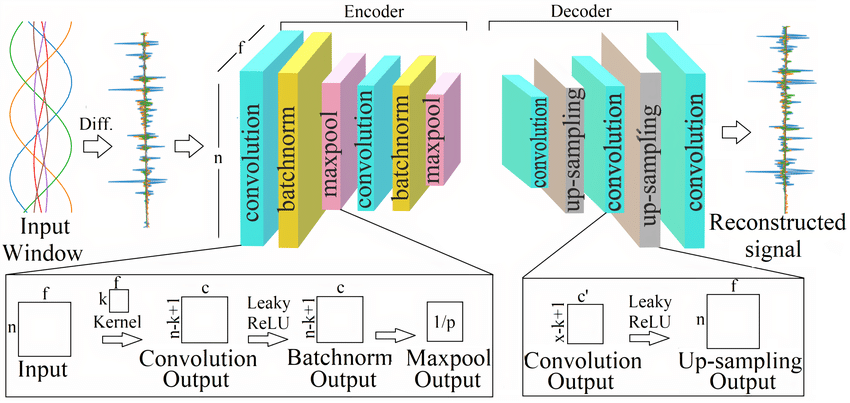 Encoder
Decoder
f
n
Diff.
Input
Window
convolution
batchnorm
maxpool
convolution
batchnorm
maxpool
convolution
up-sampling
convolution
up-sampling
convolution
Reconstructed
signal
f
n
Input
f
k
Kernel
c
n-k+1
Convolution
Output
Leaky
ReLU
c
n-k+1
Batchnorm
Output
1/p
Maxpool
Output
c'
x-k+1
Convolution
Output
Leaky
ReLU
f
n
Up-sampling
Output